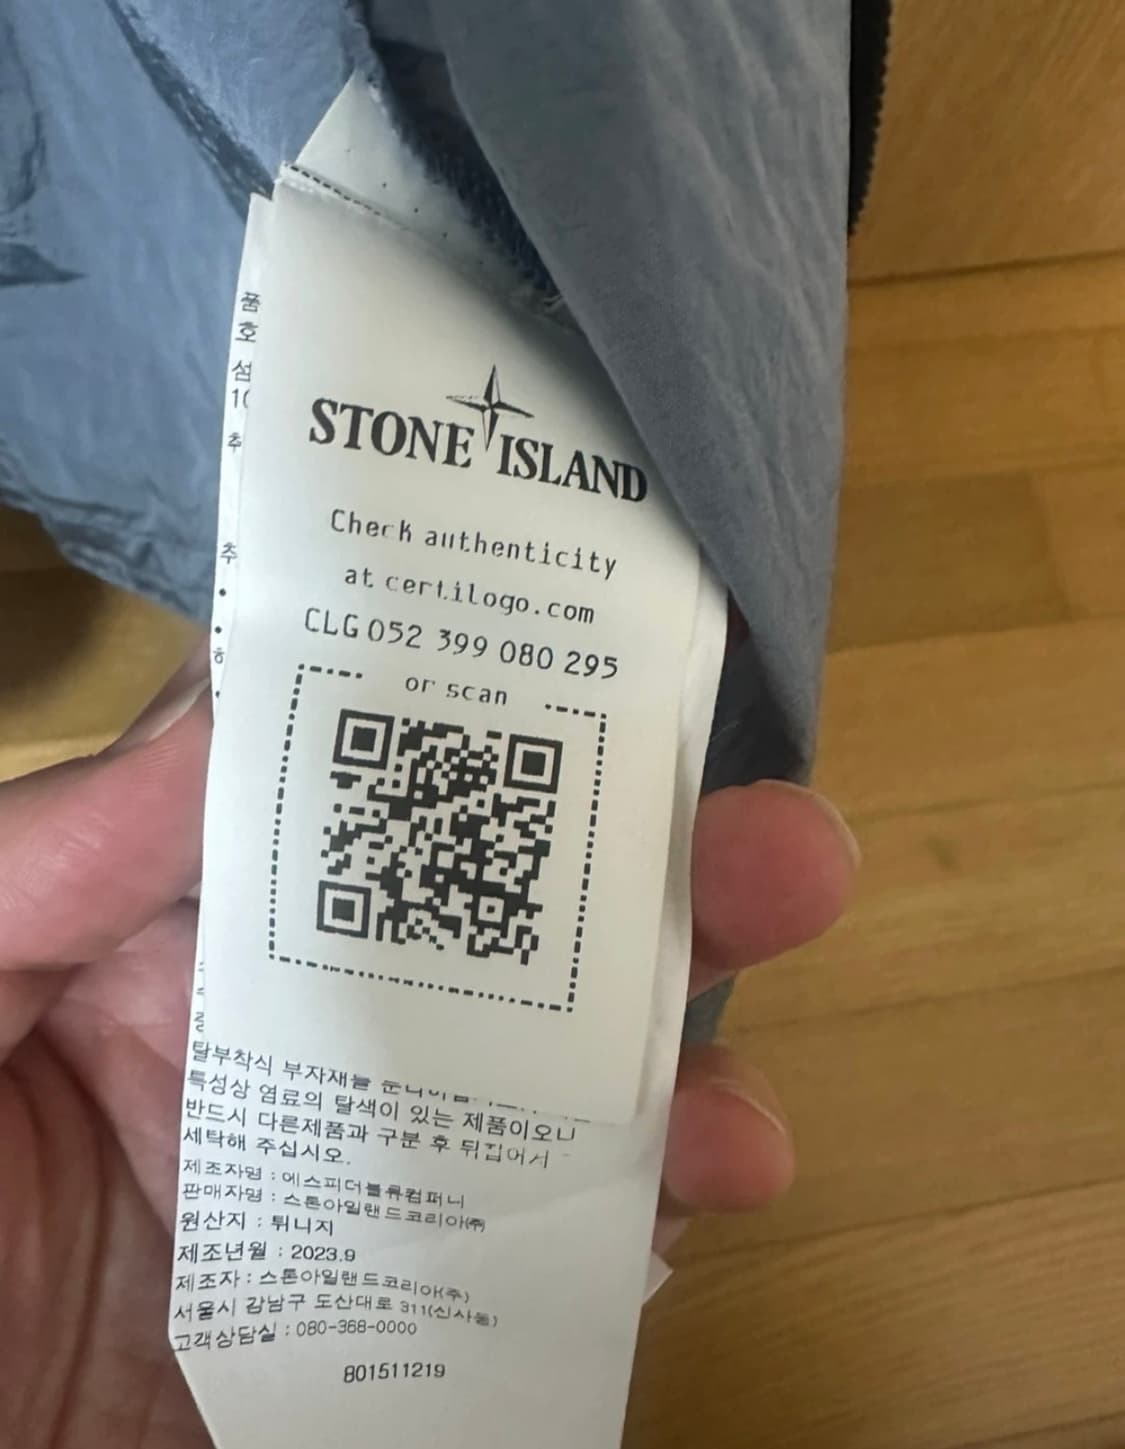 품
호
섬
10
추
추
STONE ISLAND
Check authenticity
at certilogo.com
CLG 052 399 080 295
or scan
탈부착식 부자재를
특성상 염료의 탈색이 있는 제품이오니
반드시 다른제품과 구분 후 뒤집어서
세탁해 주십시오.
제조자명 : 에스피더블류컴퍼니
판매자명 : 스톤아일랜드코리아㈜
원산지 : 튀니지
제조년월 : 2023.9
제조자 : 스톤아일랜드코리아(주)
서울시 강남구 도산대로 311(신사동)
고객상담실 : 080-368-0000
801511219